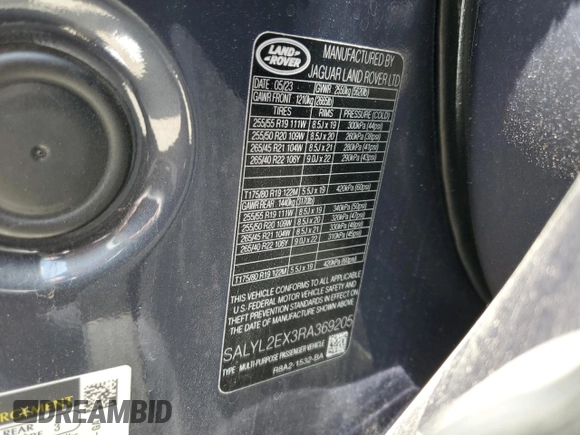 LAND
ROVER
MANUFACTURED BY
JAGUAR LAND ROVER LTD
DATE 05/23 GVWR 2550kg (5620lb)
GAWR FRONT 1210kg (2665lb)
TIRES RIMS PRESSURE (COLD)
255/55 R19 111W 8.5J x 19 300kPa (44psi)
255/50 R20 109W 8.5J x 20 260kPa (38psi)
265/45 R21 104W 8.5J x 21 280kPa (41psi)
265/40 R22 106Y 9.0J x 22 290kPa (43psi)
T175/80 R19 122M 5.5J x 19 420kPa (60psi)
GAWR REAR 1440kg (3170lb)
255/55 R19 111W 8.5J x 19 340kPa (50psi)
255/50 R20 109W 8.5J x 20 320kPa (47psi)
265/45 R21 104W 8.5J x 21 330kPa (48psi)
265/40 R22 106Y 9.0J x 22 310kPa (45psi)
T175/80 R19 122M 5.5J x 19 420kPa (60psi)
THIS VEHICLE CONFORMS TO ALL APPLICABLE
U.S. FEDERAL MOTOR VEHICLE SAFETY BUMPER AND
THEFT PREVENTION STANDARDS IN EFFECT ON
THE DATE OF MANUFACTURE SHOWN ABOVE
SALYL2EX3RA369205
TYPE MULTI-PURPOSE PASSENGER VEHICLE
R8A2-1532-BA
REAR 3
DREAMBID